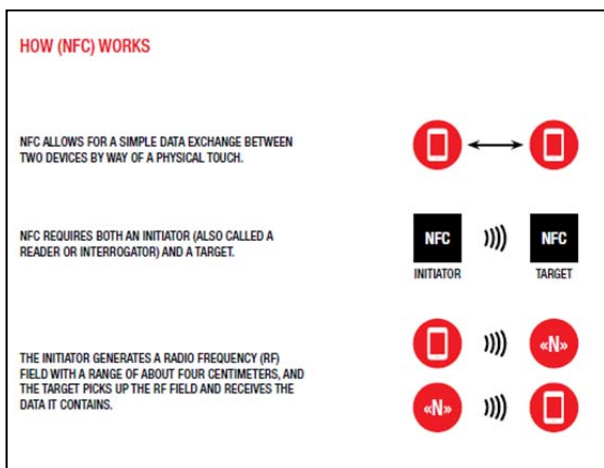 HOW (NFC) WORKS
NFC ALLOWS FOR A SIMPLE DATA EXCHANGE BETWEEN
TWO DEVICES BY WAY OF A PHYSICAL TOUCH.
NFC REQUIRES BOTH AN INITIATOR (ALSO CALLED A
READER OR INTERROGATOR) AND A TARGET.
NFC
NFC
INITIATOR
TARGET
THE INITIATOR GENERATES A RADIO FREQUENCY (RF)
FIELD WITH A RANGE OF ABOUT FOUR CENTIMETERS, AND
THE TARGET PICKS UP THE RF FIELD AND RECEIVES THE
DATA IT CONTAINS.
«N»
«N»